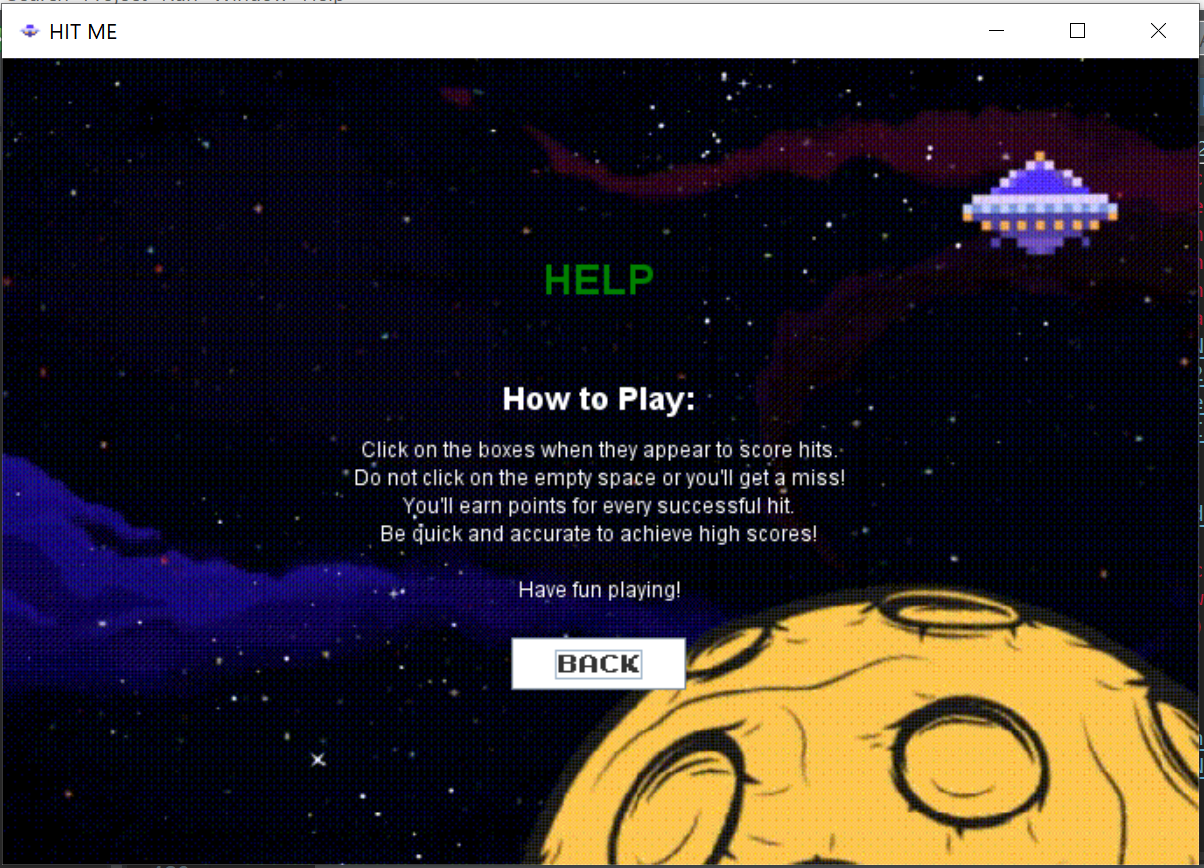 HIT ME
HELP
How to Play:
Click on the boxes when they appear to score hits.
Do not click on the empty space or you'll get a miss!
You'll earn points for every successful hit.
Be quick and accurate to achieve high scores!
Have fun playing!
BACK